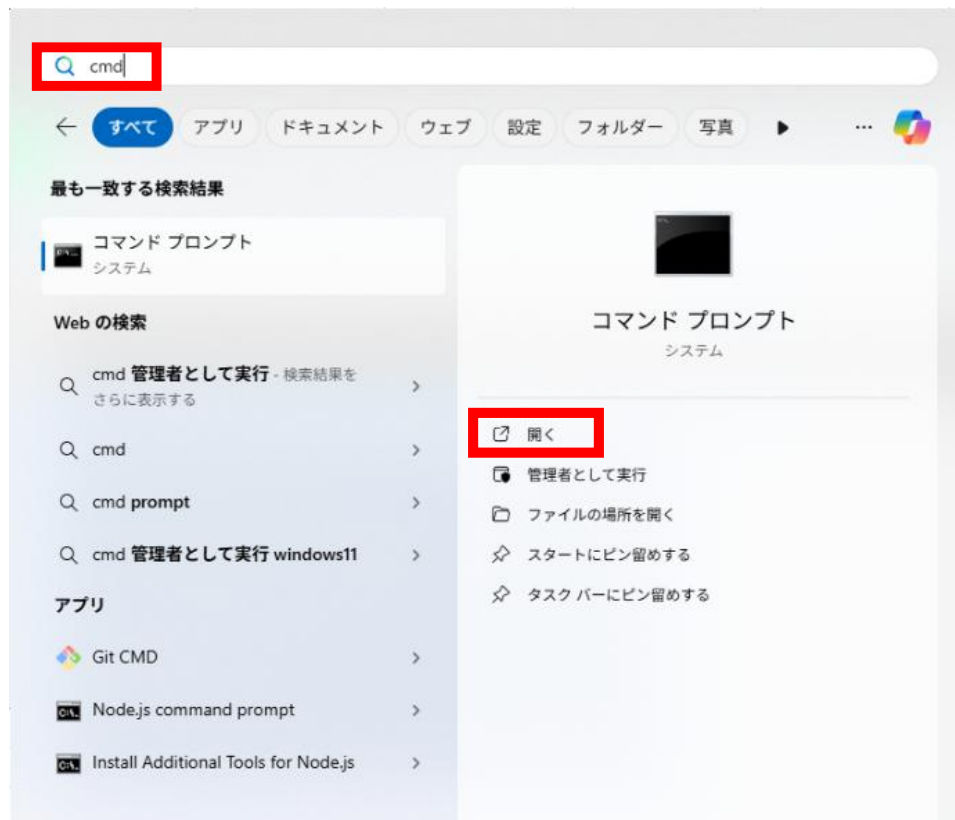 cmd
すべて アプリ ドキュメント ウェブ 設定 フォルダー 写真 ...
最も一致する検索結果
コマンド プロンプト
システム
Web の検索
cmd 管理者として実行 - 検索結果を
さらに表示する
cmd
cmd prompt
cmd 管理者として実行 windows11
アプリ
Git CMD
Node.js command prompt
Install Additional Tools for Node.js
コマンド プロンプト
システム
開く
管理者として実行
ファイルの場所を開く
スタートにピン留めする
タスク バーにピン留めする